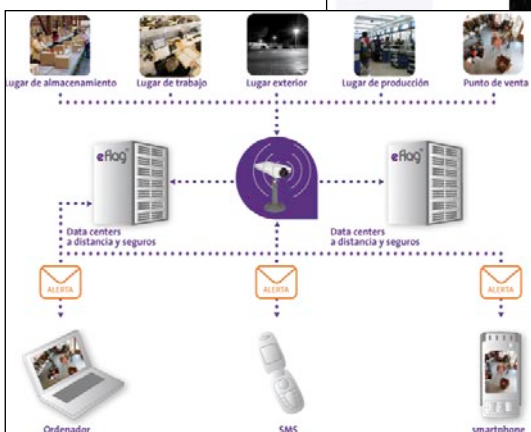 Lugar de almacenamiento
Lugar de trabajo
Lugar exterior
Lugar de producción
Punto de venta
eflag
eflag
Data centers
a distancia y seguros
Data centers
a distancia y seguros
ALERTA
ALERTA
ALERTA
Ordenador
SMS
smartphone